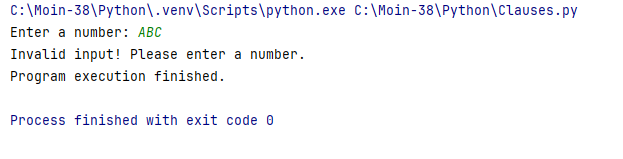 C:\Moin-38\Python\.venv\Scripts\python.exe C:\Moin-38\Python\Clauses.py
Enter a number: ABC
Invalid input! Please enter a number.
Program execution finished.
Process finished with exit code 0